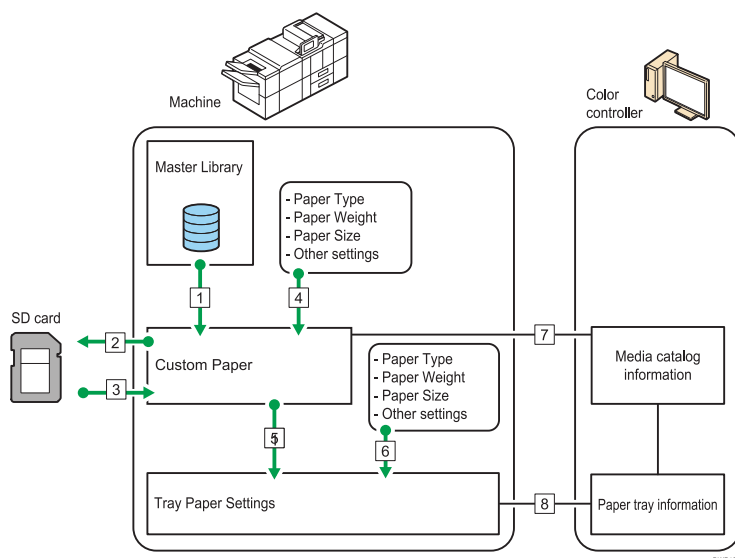 Machine
Color
controller
Master Library
- Paper Type
- Paper Weight
- Paper Size
- Other settings
1
4
SD card
2
7
Custom Paper
- Paper Type
- Paper Weight
- Paper Size
- Other settings
Media catalog
information
3
5
6
Tray Paper Settings
8
Paper tray information